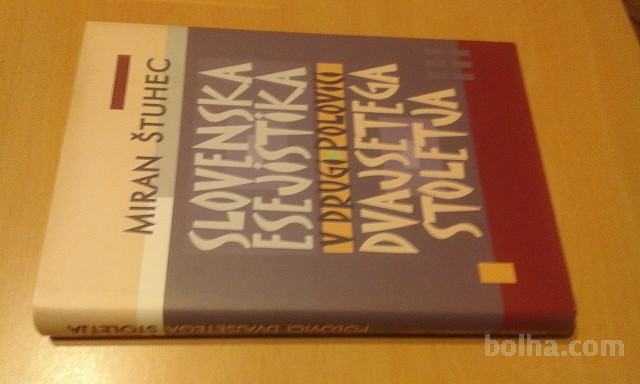 MIRAN ŠTUHEC
SLOVENSKA
ESEJISTIKA
V DRUGI POLOVICI
DVAJSETEGA
STOLETJA
POLOVICI DVAJSETEGA STOLETJA
bolha.com